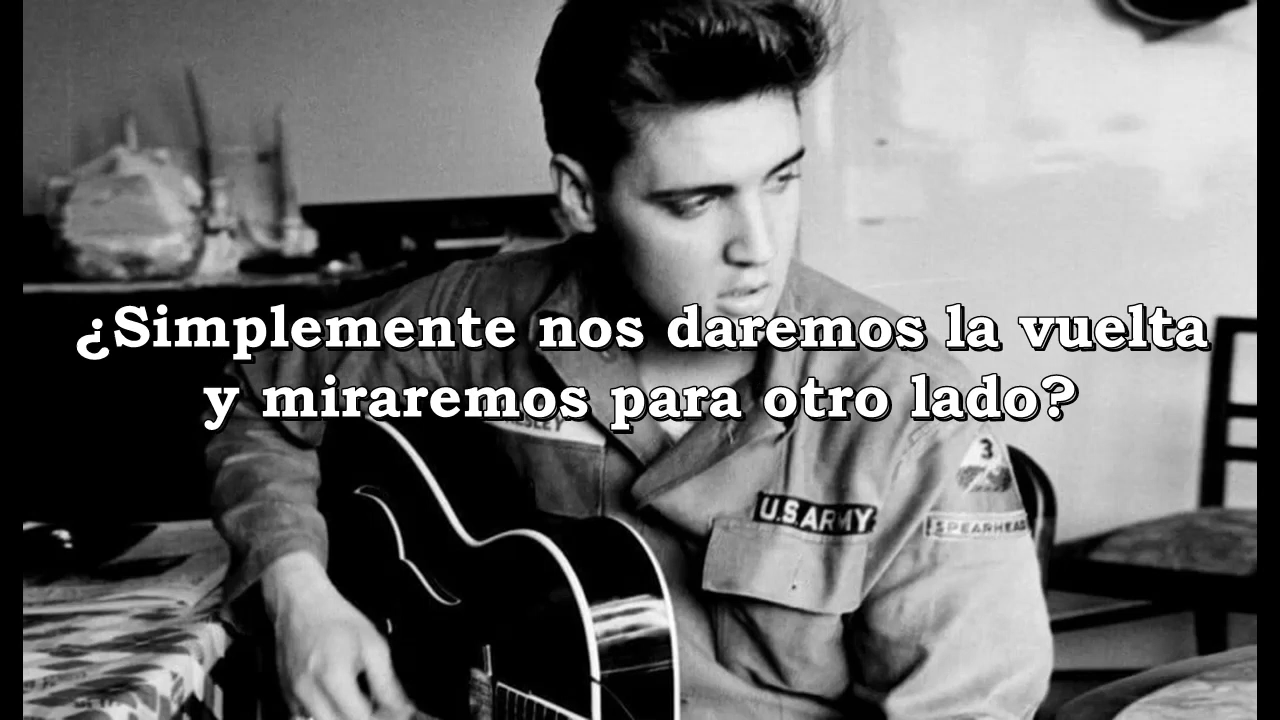 ¿Simplemente nos daremos la vuelta
y miraremos para otro lado?
U.S. ARMY
3
SPEARHEAD